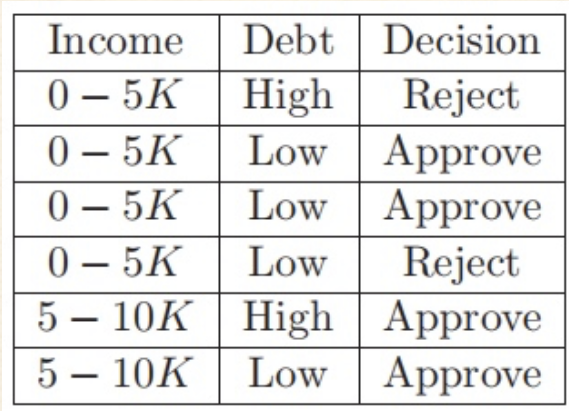 Income Debt Decision
0 – 5K High Reject
0 – 5K Low Approve
0 – 5K Low Approve
0 – 5K Low Reject
5 – 10K High Approve
5 – 10K Low Approve